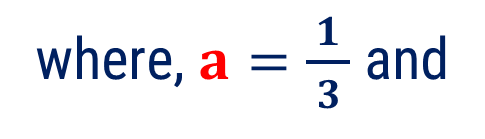 where, a = 1/3 and